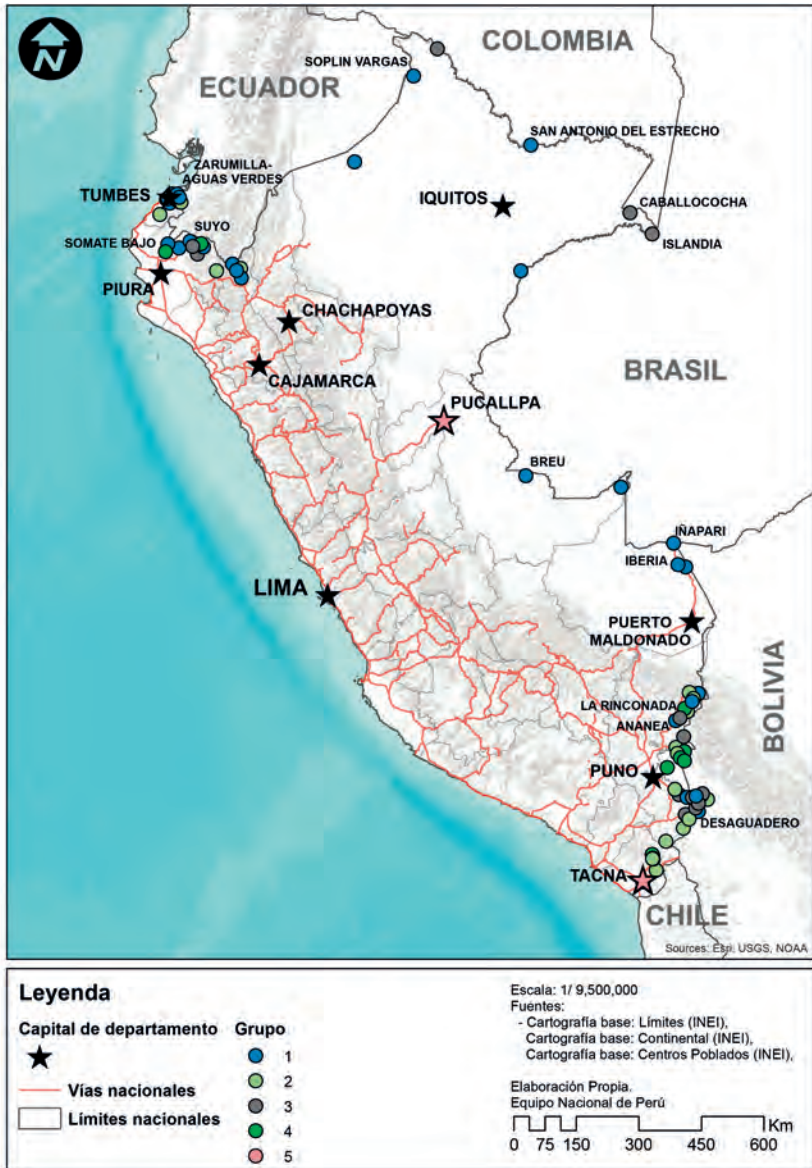 N
COLOMBIA
SOPLIN VARGAS
ECUADOR
SAN ANTONIO DEL ESTRECHO
ZARUMILLA-
AGUAS VERDES
TUMBES
IQUITOS
CABALLOCOCHA
SUYO
SOMATE BAJO
ISLANDIA
PIURA
CHACHAPOYAS
CAJAMARCA
BRASIL
PUCALLPA
BREU
IÑAPARI
IBERIA
LIMA
PUERTO
MALDONADO
BOLIVIA
LA RINCONADA
ANANEA
PUNO
DESAGUADERO
TACNA
CHILE
Sources: Esri, USGS, NOAA
Leyenda
Capital de departamento
Vías nacionales
Límites nacionales
Grupo
1
2
3
4
5
Escala: 1/ 9,500,000
Fuentes:
- Cartografía base: Límites (INEI),
Cartografía base: Continental (INEI),
Cartografía base: Centros Poblados (INEI),
Elaboración Propia.
Equipo Nacional de Perú
Km
0 75 150 300 450 600